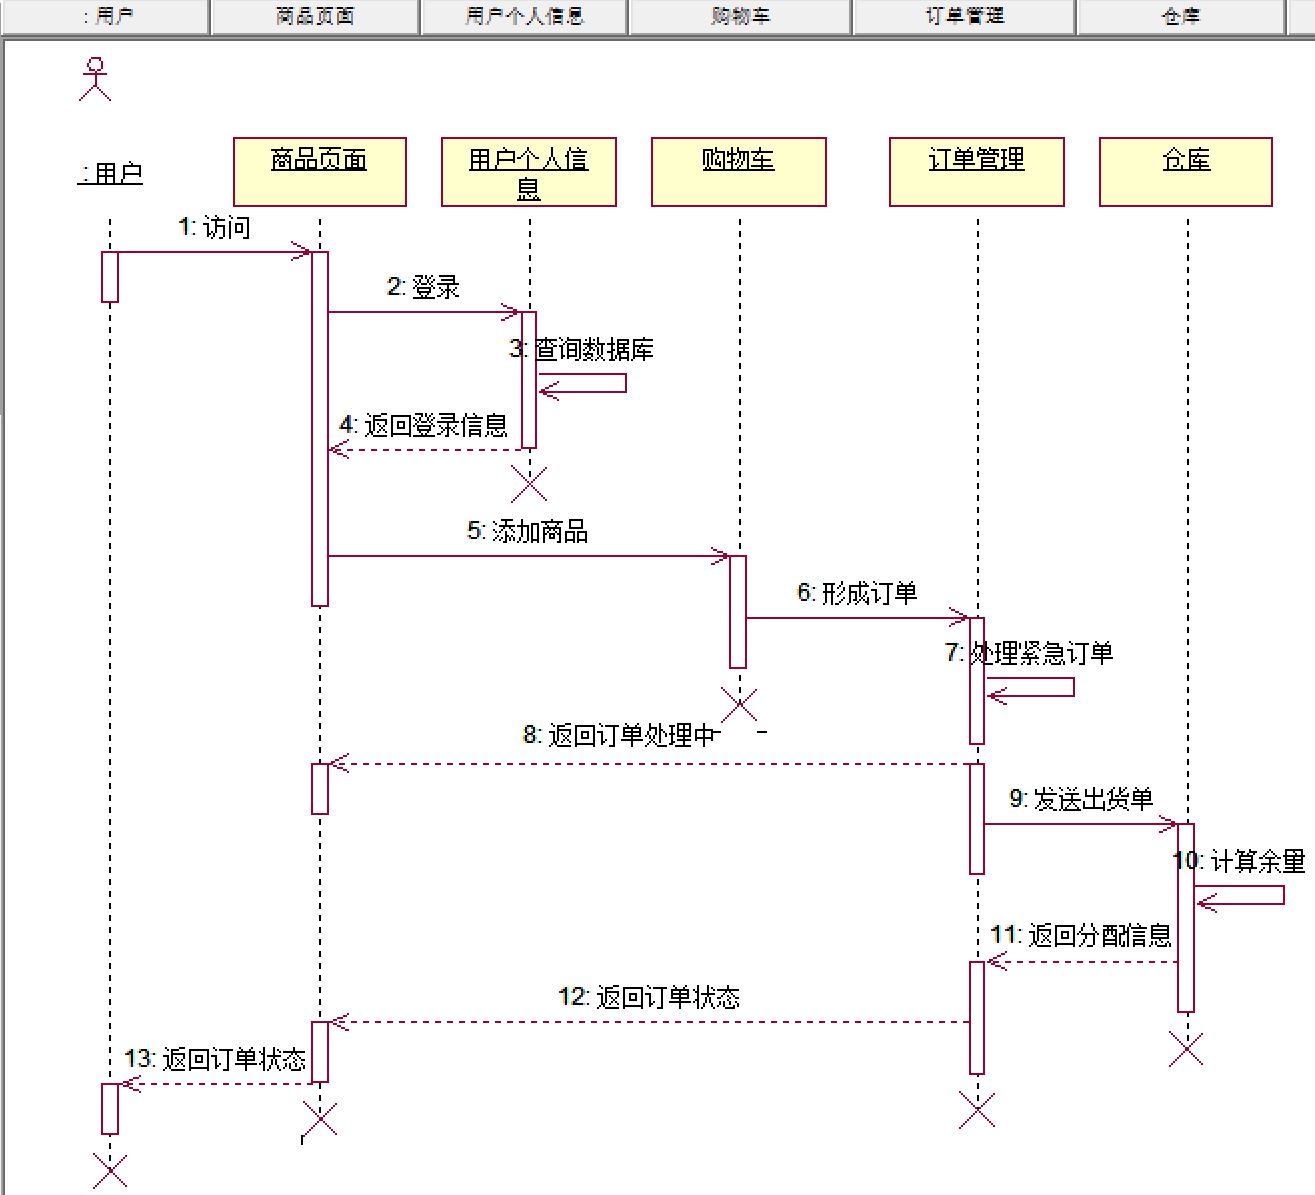 : 用户
商品页面
用户个人信息
购物车
订单管理
仓库
: 用户
商品页面
用户个人信
息
购物车
订单管理
仓库
1: 访问
2: 登录
3: 查询数据库
4: 返回登录信息
5: 添加商品
6: 形成订单
7: 处理紧急订单
8: 返回订单处理中
9: 发送出货单
10: 计算余量
11: 返回分配信息
12: 返回订单状态
13: 返回订单状态